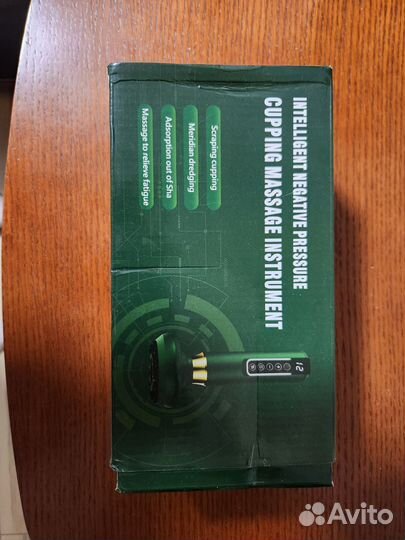 INTELLIGENT NEGATIVE PRESSURE
CUPPING MASSAGE INSTRUMENT
Scraping cupping
Meridian dredging
Adsorption out of Sha
Massage to relieve fatigue
12
Avito